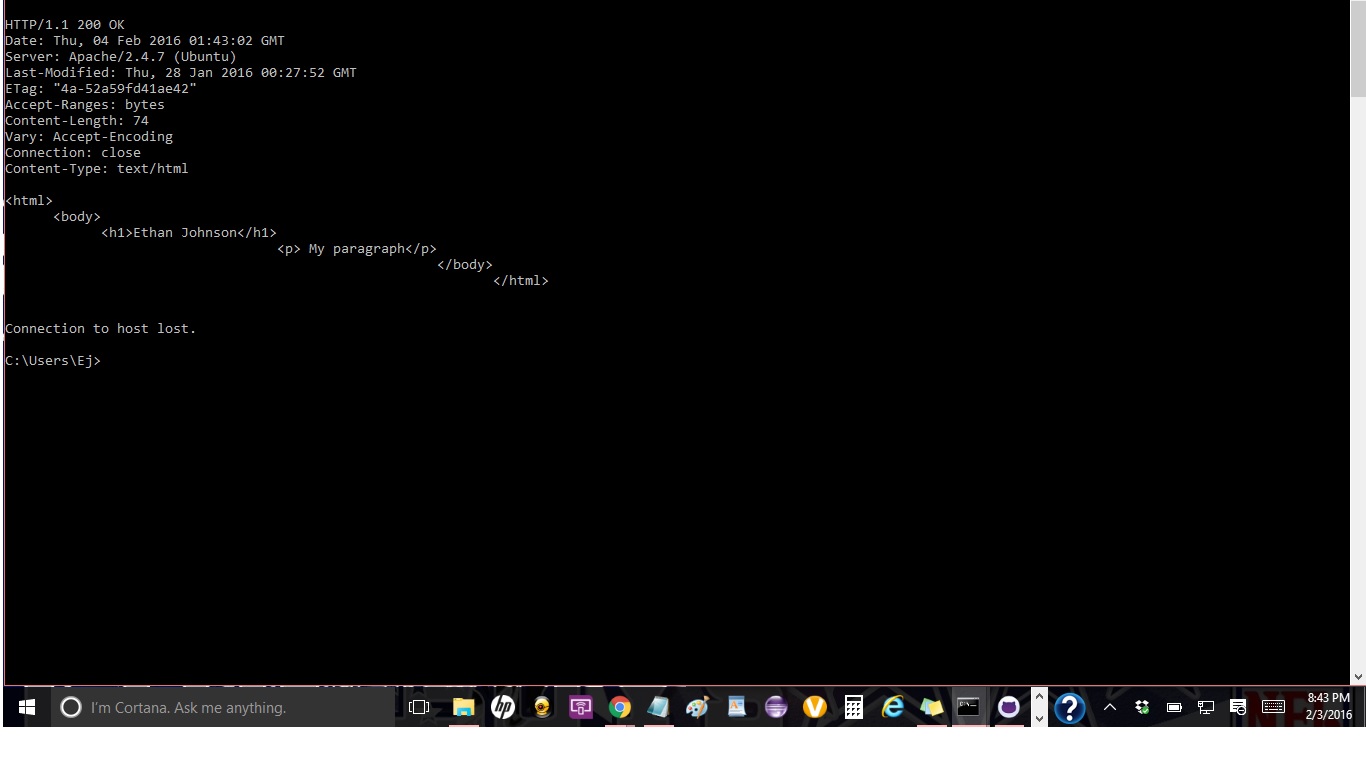 HTTP/1.1 200 OK
Date: Thu, 04 Feb 2016 01:43:02 GMT
Server: Apache/2.4.7 (Ubuntu)
Last-Modified: Thu, 28 Jan 2016 00:27:52 GMT
ETag: "4a-52a59fd41ae42"
Accept-Ranges: bytes
Content-Length: 74
Vary: Accept-Encoding
Connection: close
Content-Type: text/html
<html>
<body>
<h1>Ethan Johnson</h1>
<p> My paragraph</p>
</body>
</html>
Connection to host lost.
C:\Users\Ej>
I'm Cortana. Ask me anything.
hp
8:43 PM
2/3/2016